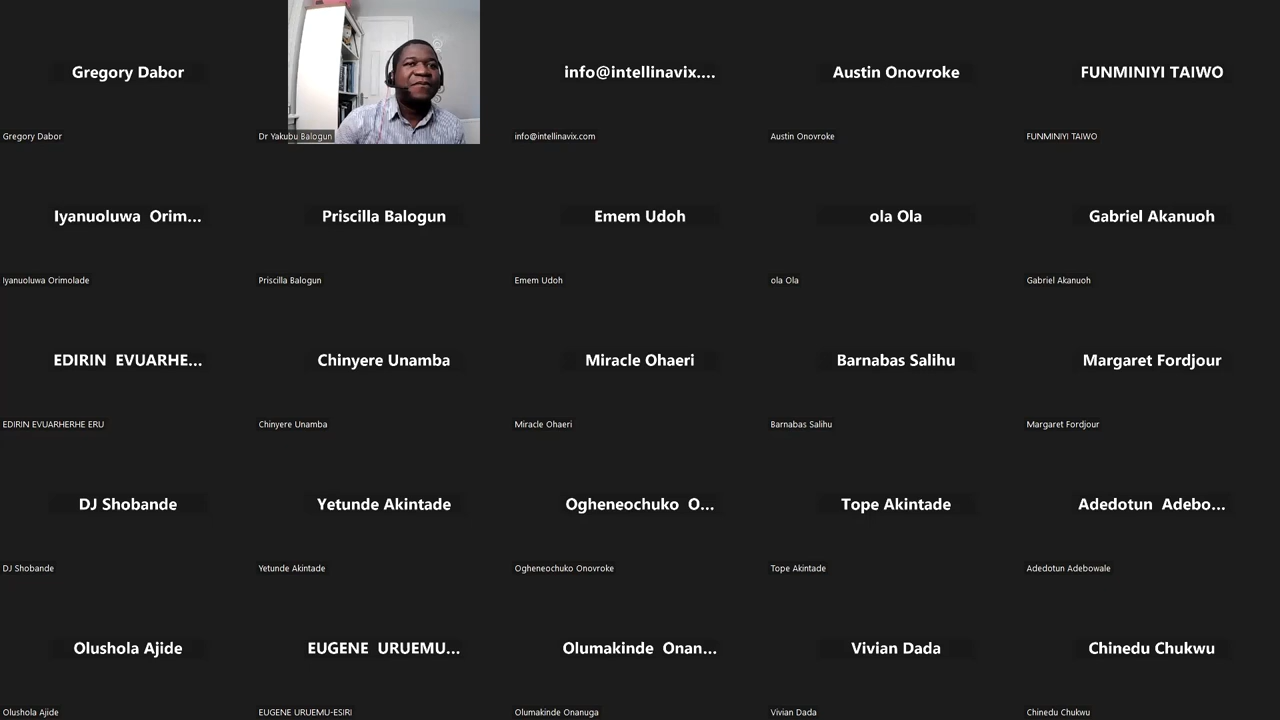 Gregory Dabor
info@intellinavix....
Austin Onovroke
FUNMINIYI TAIWO
Gregory Dabor
Dr Yakubu Balogun
info@intellinavix.com
Austin Onovroke
FUNMINIYI TAIWO
Iyanuoluwa Orim...
Priscilla Balogun
Emem Udoh
ola Ola
Gabriel Akanuoh
Iyanuoluwa Orimolade
Priscilla Balogun
Emem Udoh
ola Ola
Gabriel Akanuoh
EDIRIN EVUARHE...
Chinyere Unamba
Miracle Ohaeri
Barnabas Salihu
Margaret Fordjour
EDIRIN EVUARHERHE ERU
Chinyere Unamba
Miracle Ohaeri
Barnabas Salihu
Margaret Fordjour
DJ Shobande
Yetunde Akintade
Ogheneochuko O...
Tope Akintade
Adedotun Adebo...
DJ Shobande
Yetunde Akintade
Ogheneochuko Onovroke
Tope Akintade
Adedotun Adebowale
Olushola Ajide
EUGENE URUEMU...
Olumakinde Onan...
Vivian Dada
Chinedu Chukwu
Olushola Ajide
EUGENE URUEMU-ESIRI
Olumakinde Onanuga
Vivian Dada
Chinedu Chukwu